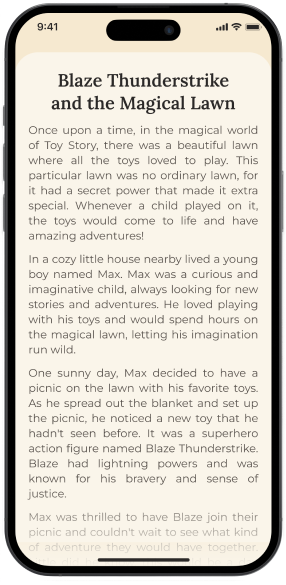 9:41
Blaze Thunderstrike
and the Magical Lawn
Once upon a time, in the magical world
of Toy Story, there was a beautiful lawn
where all the toys loved to play. This
particular lawn was no ordinary lawn, for
it had a secret power that made it extra
special. Whenever a child played on it,
the toys would come to life and have
amazing adventures!
In a cozy little house nearby lived a young
boy named Max. Max was a curious and
imaginative child, always looking for new
stories and adventures. He loved playing
with his toys and would spend hours on
the magical lawn, letting his imagination
run wild.
One sunny day, Max decided to have a
picnic on the lawn with his favorite toys.
As he spread out the blanket and set up
the picnic, he noticed a new toy that he
hadn't seen before. It was a superhero
action figure named Blaze Thunderstrike.
Blaze had lightning powers and was
known for his bravery and sense of
justice.
Max was thrilled to have Blaze join their
picnic and couldn't wait to see what kind
of adventure they would have together.